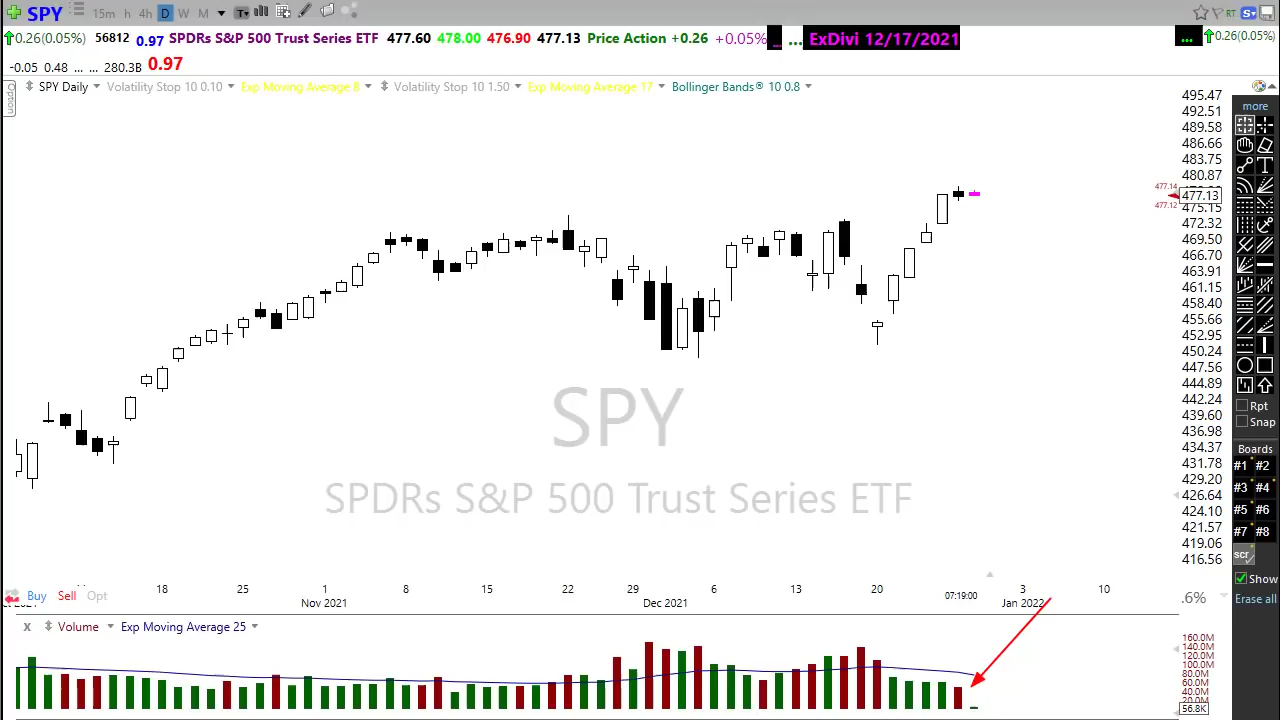 SPY 15m h 4h D W M T RT S
0.26(0.05%) 56812 0.97 SPDRs S&P 500 Trust Series ETF 477.60 478.00 476.90 477.13 Price Action +0.26 +0.05% ... ... ExDivi 12/17/2021 ... 0.26(0.05%)
-0.05 0.48 ... ... 280.3B 0.97
Option SPY Daily Volatility Stop 10 0.10 Exp Moving Average 8 Volatility Stop 10 1.50 Exp Moving Average 17 Bollinger Bands® 10 0.8
495.47
more
492.51
489.58
486.66
483.75
480.87
477.14
477.13
477.12
475.15
472.32
469.50
466.70
463.91
461.15
458.40
455.66
452.95
450.24
447.56
444.89
442.24
Rpt
439.60
Snap
436.98
434.37
Boards
431.78
#1 #2
429.20
#3 #4
426.64
424.10
#5 #6
421.57
#7 #8
419.06
scr
416.56
SPY
SPDRs S&P 500 Trust Series ETF
Show
18 25 1 8 15 22 29 6 13 20 07:19:00 3 10
Buy Sell Opt
.6%
Erase all
Nov 2021 Dec 2021 Jan 2022
X Volume Exp Moving Average 25
160.0M
140.0M
120.0M
100.0M
80.0M
60.0M
40.0M
20.0M
56.8K